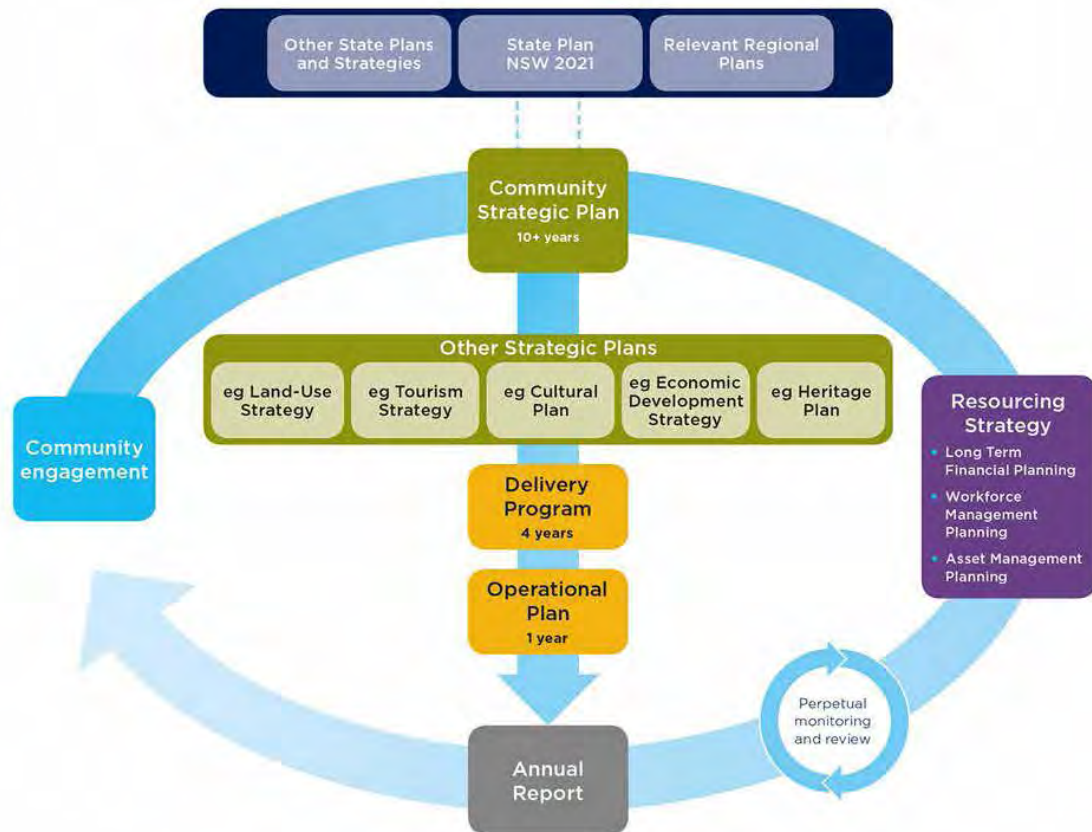 Other State Plans
and Strategies
State Plan
NSW 2021
Relevant Regional
Plans
Community
Strategic Plan
10+ years
Other Strategic Plans
eg Land-Use
Strategy
eg Tourism
Strategy
eg Cultural
Plan
eg Economic
Development
Strategy
eg Heritage
Plan
Community
engagement
Resourcing
Strategy
• Long Term
Financial Planning
• Workforce
Management
Planning
• Asset Management
Planning
Delivery
Program
4 years
Operational
Plan
1 year
Perpetual
monitoring
and review
Annual
Report